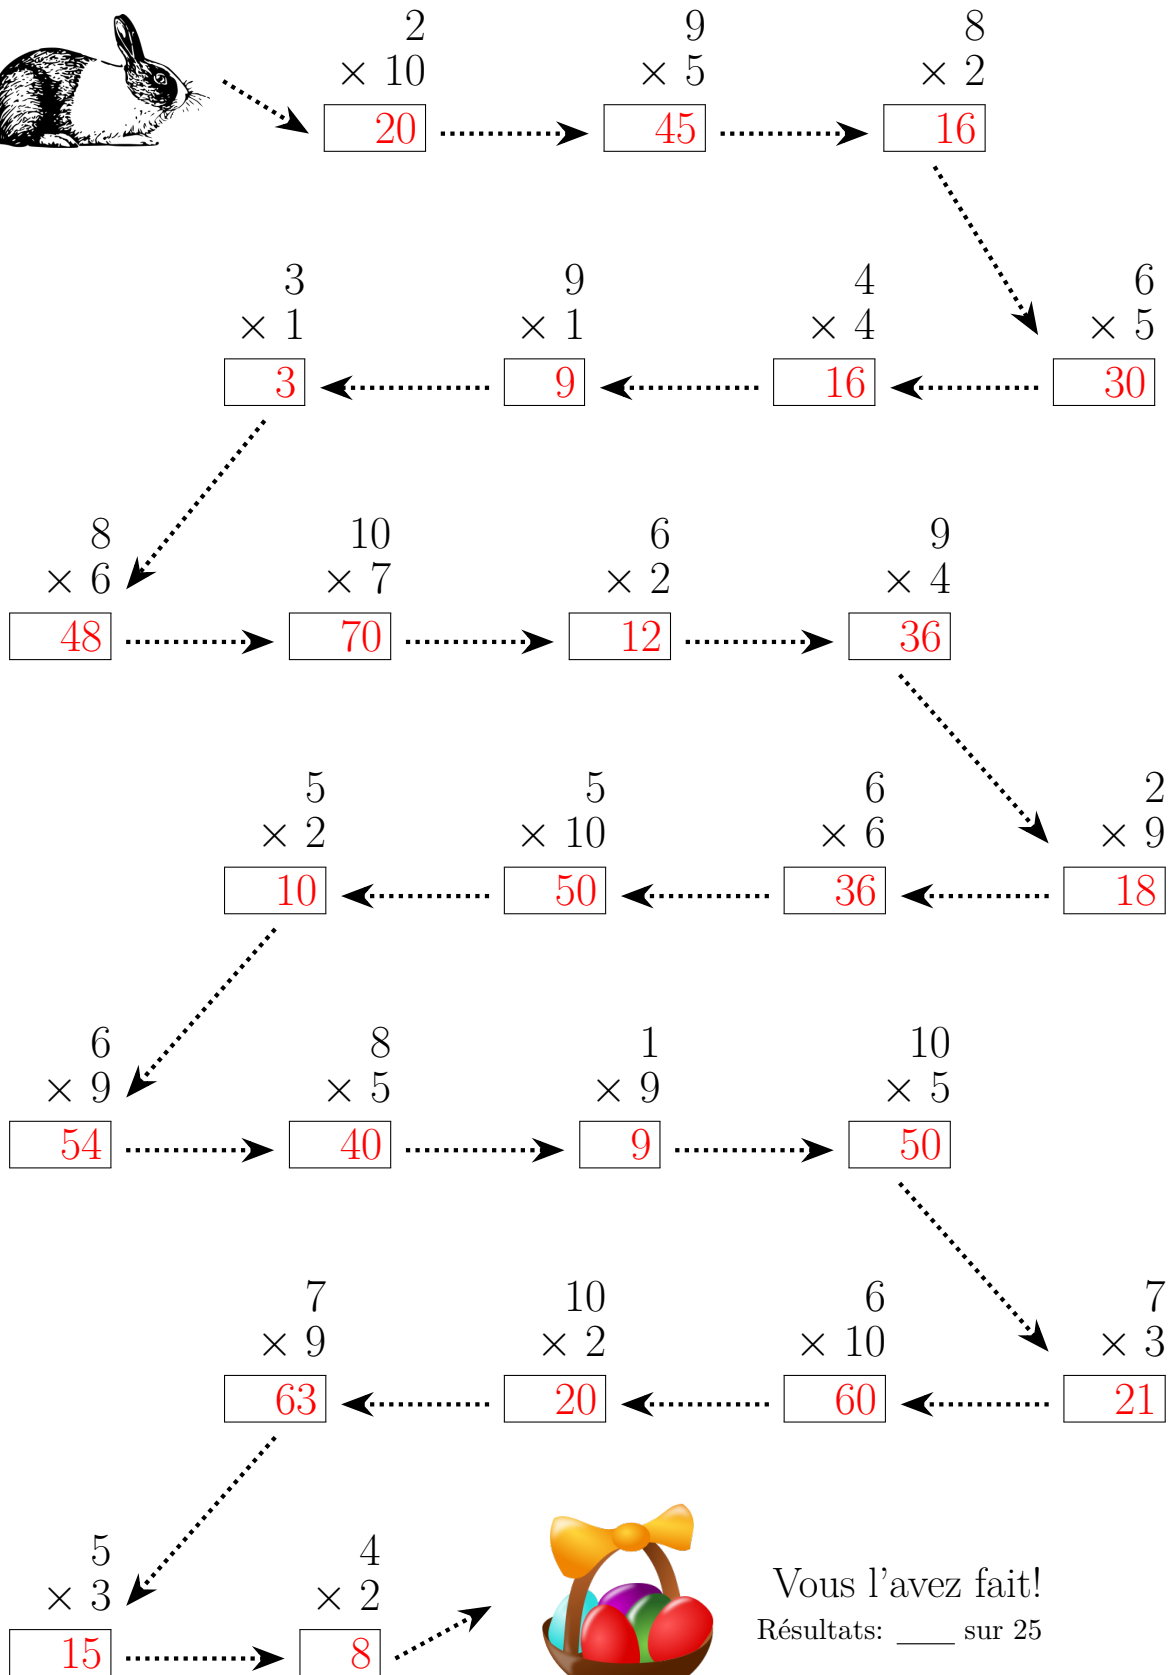 2 9 8
× 10 × 5 × 2
20 45 16
3 9 4 6
× 1 × 1 × 4 × 5
3 9 16 30
8 10 6 9
× 6 × 7 × 2 × 4
48 70 12 36
5 5 6 2
× 2 × 10 × 6 × 9
10 50 36 18
6 8 1 10
× 9 × 5 × 9 × 5
54 40 9 50
7 10 6 7
× 9 × 2 × 10 × 3
63 20 60 21
5 4
× 3 × 2
15 8
Vous l'avez fait!
Résultats: ____ sur 25